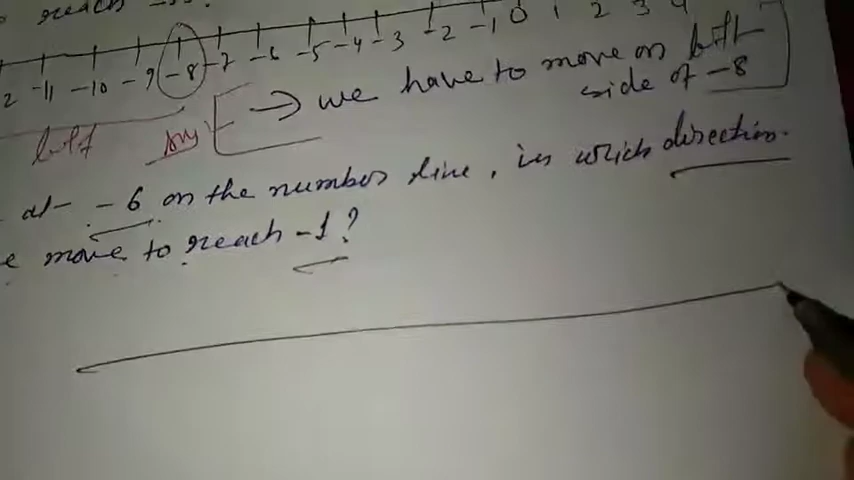 reach
2 -11 -10 -9 -8 -7 -6 -5 -4 -3 -2 -1 0 1 2 3 4
left Ans → we have to move on left
side of -8
at -6 on the number line, in which direction.
e move to reach -1?